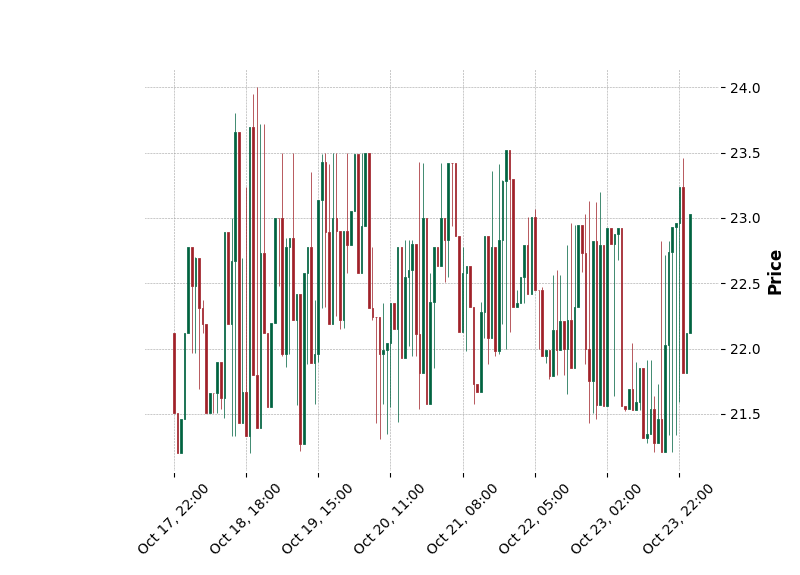 24.0
23.5
23.0
22.5
22.0
21.5
Price
Oct 17, 22:00
Oct 18, 18:00
Oct 19, 15:00
Oct 20, 11:00
Oct 21, 08:00
Oct 22, 05:00
Oct 23, 02:00
Oct 23, 22:00